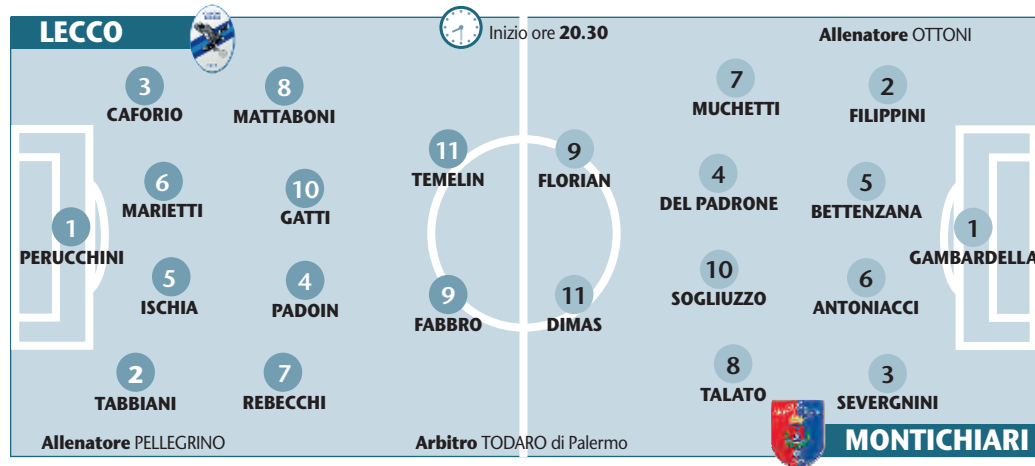 LECCO
Inizio ore 20.30
Allenatore OTTONI
3
CAFORIO
8
MATTABONI
6
MARIETTI
10
GATTI
11
TEMELIN
1
PERUCCHINI
5
ISCHIA
4
PADOIN
9
FABBRO
2
TABBIANI
7
REBECCHI
7
MUCHETTI
2
FILIPPINI
9
FLORIAN
4
DEL PADRONE
5
BETTENZANA
1
GAMBARDELLA
10
SOGLIUZZO
6
ANTONIACCI
11
DIMAS
8
TALATO
3
SEVERGNINI
Allenatore PELLEGRINO
Arbitro TODARO di Palermo
MONTICHIARI